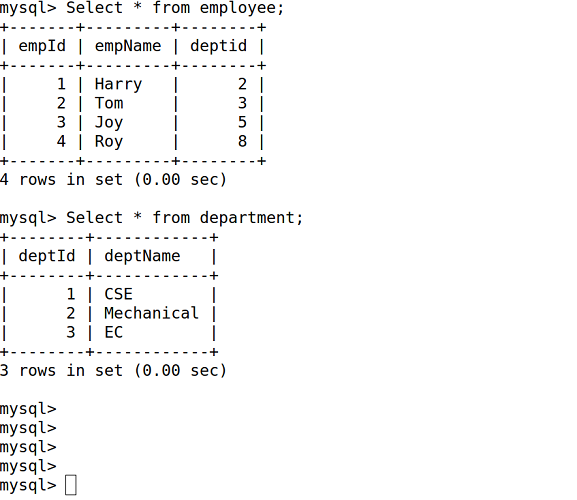 mysql> Select * from employee;
+-------+---------+--------+
| empId | empName | deptid |
+-------+---------+--------+
|     1 | Harry   |      2 |
|     2 | Tom     |      3 |
|     3 | Joy     |      5 |
|     4 | Roy     |      8 |
+-------+---------+--------+
4 rows in set (0.00 sec)

mysql> Select * from department;
+--------+------------+
| deptId | deptName   |
+--------+------------+
|      1 | CSE        |
|      2 | Mechanical |
|      3 | EC         |
+--------+------------+
3 rows in set (0.00 sec)

mysql>
mysql>
mysql>
mysql>
mysql>